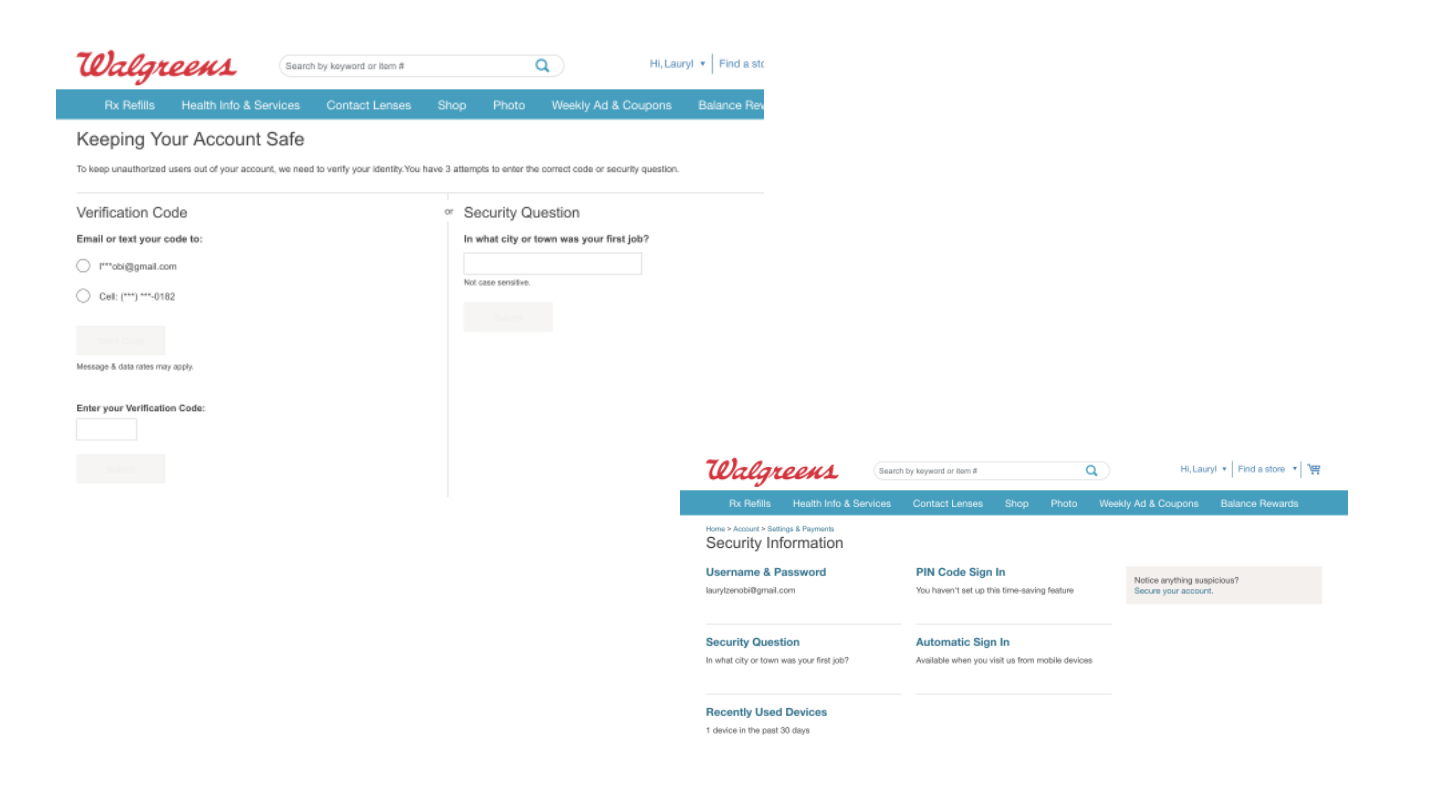 Walgreens
Search by keyword or item #
Hi, Lauryl ▼ | Find a sto
Rx Refills Health Info & Services Contact Lenses Shop Photo Weekly Ad & Coupons Balance Rew
Keeping Your Account Safe
To keep unauthorized users out of your account, we need to verify your identity.You have 3 attempts to enter the correct code or security question.
Verification Code
Email or text your code to:
l***obi@gmail.com
Cell: (***) ***-0182
Send Code
Message & data rates may apply.
Enter your Verification Code:
Submit
or
Security Question
In what city or town was your first job?
Not case sensitive.
Submit
Walgreens
Search by keyword or item #
Hi, Lauryl ▼ | Find a store ▼
Rx Refills Health Info & Services Contact Lenses Shop Photo Weekly Ad & Coupons Balance Rewards
Home > Account > Settings & Payments
Security Information
Username & Password
laurylzenobi@gmail.com
PIN Code Sign In
You haven't set up this time-saving feature
Notice anything suspicious?
Secure your account.
Security Question
In what city or town was your first job?
Automatic Sign In
Available when you visit us from mobile devices
Recently Used Devices
1 device in the past 30 days